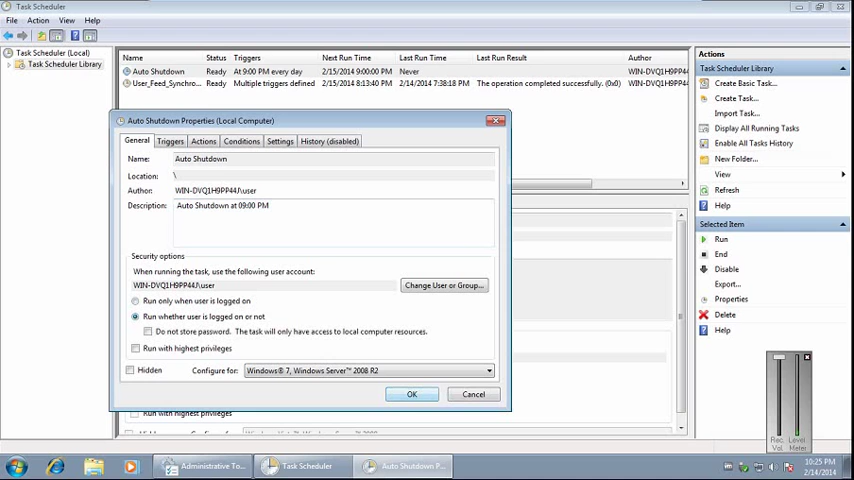 Task Scheduler
File Action View Help
Task Scheduler (Local)
Task Scheduler Library
Name Status Triggers Next Run Time Last Run Time Last Run Result Author
Auto Shutdown Ready At 9:00 PM every day 2/15/2014 9:00:00 PM Never WIN-DVQ1H9PP44
User_Feed_Synchro... Ready Multiple triggers defined 2/15/2014 8:13:40 PM 2/14/2014 7:38:18 PM The operation completed successfully. (0x0) WIN-DVQ1H9PP44
Auto Shutdown Properties (Local Computer)
General Triggers Actions Conditions Settings History (disabled)
Name: Auto Shutdown
Location: \
Author: WIN-DVQ1H9PP44J\user
Description: Auto Shutdown at 09:00 PM
Security options
When running the task, use the following user account:
WIN-DVQ1H9PP44J\user
Change User or Group...
Run only when user is logged on
Run whether user is logged on or not
Do not store password. The task will only have access to local computer resources.
Run with highest privileges
Hidden Configure for: Windows® 7, Windows Server™ 2008 R2
OK Cancel
Run with highest privileges
Actions
Task Scheduler Library
Create Basic Task...
Create Task...
Import Task...
Display All Running Tasks
Enable All Tasks History
New Folder...
View
Refresh
Help
Selected Item
Run
End
Disable
Export...
Properties
Delete
Help
Rec. Vol.
Level Meter
Administrative To...
Task Scheduler
Auto Shutdown P...
10:25 PM
2/14/2014